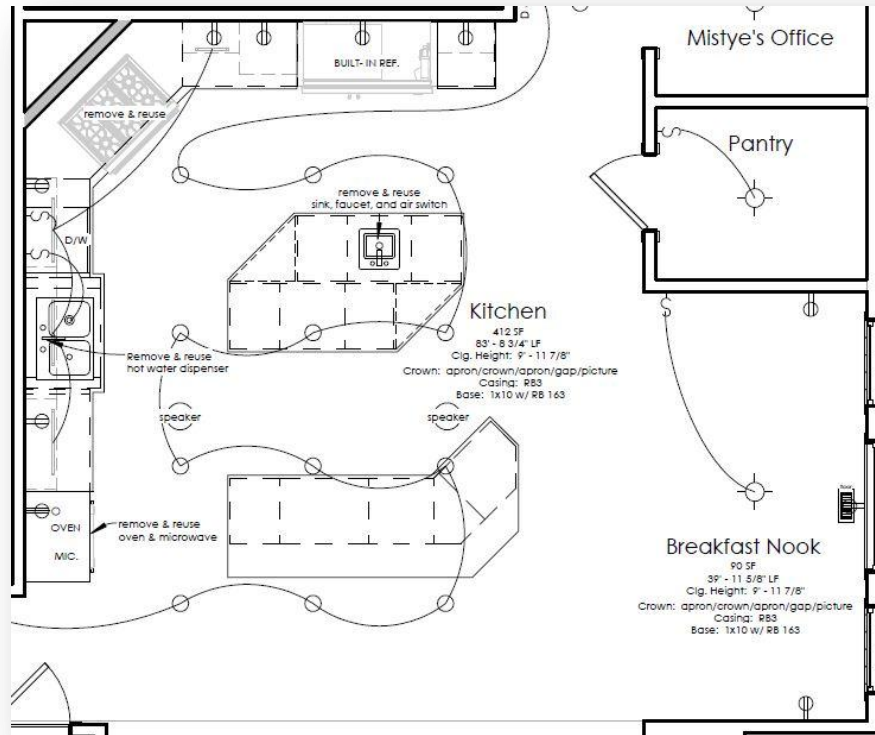 D
Mistye's Office
BUILT- IN REF.
remove & reuse
Pantry
remove & reuse
sink, faucet, and air switch
D/W
Kitchen
412 SF
83' - 8 3/4" LF
Clg. Height: 9' - 11 7/8"
Crown: apron/crown/apron/gap/picture
Casing: RB3
Base: 1x10 w/ RB 163
Remove & reuse
hot water dispenser
speaker
speaker
OVEN
MIC.
remove & reuse
oven & microwave
Breakfast Nook
90 SF
39' - 11 5/8" LF
Clg. Height: 9' - 11 7/8"
Crown: apron/crown/apron/gap/picture
Casing: RB3
Base: 1x10 w/ RB 163